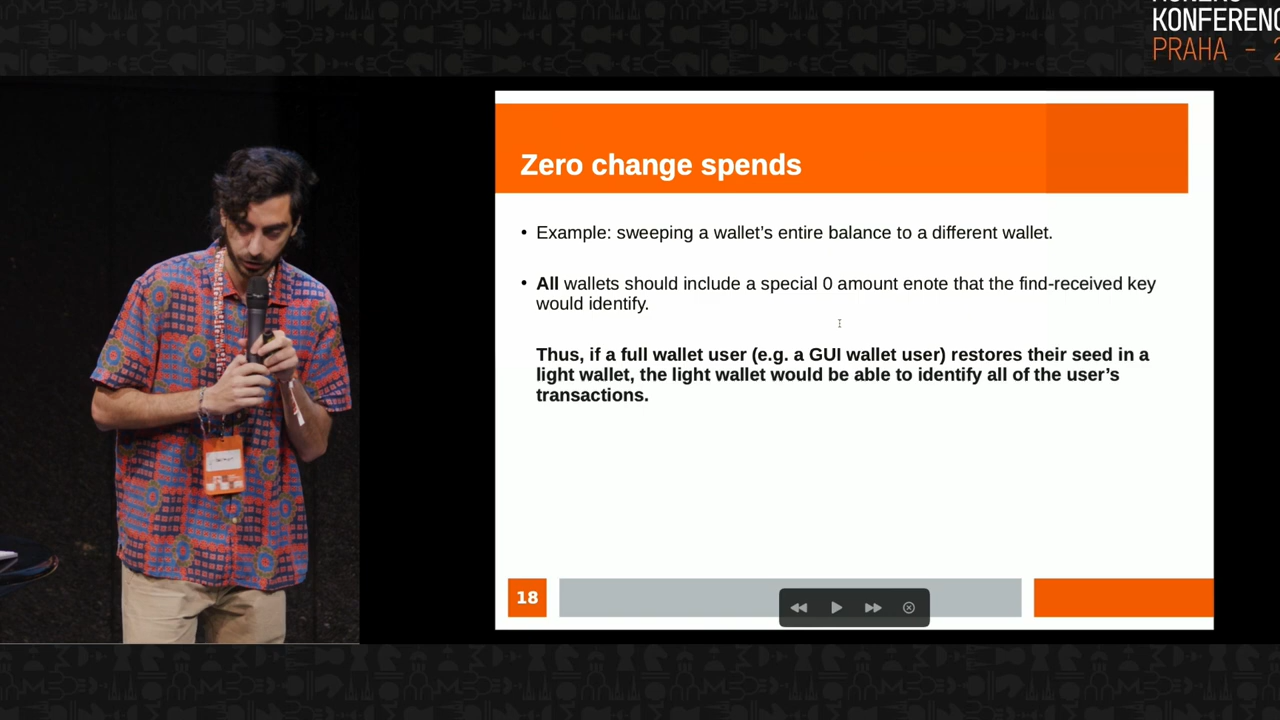 KONFERENC
PRAHA - 2
Zero change spends
• Example: sweeping a wallet's entire balance to a different wallet.
• All wallets should include a special 0 amount enote that the find-received key
would identify.
Thus, if a full wallet user (e.g. a GUI wallet user) restores their seed in a
light wallet, the light wallet would be able to identify all of the user's
transactions.
18